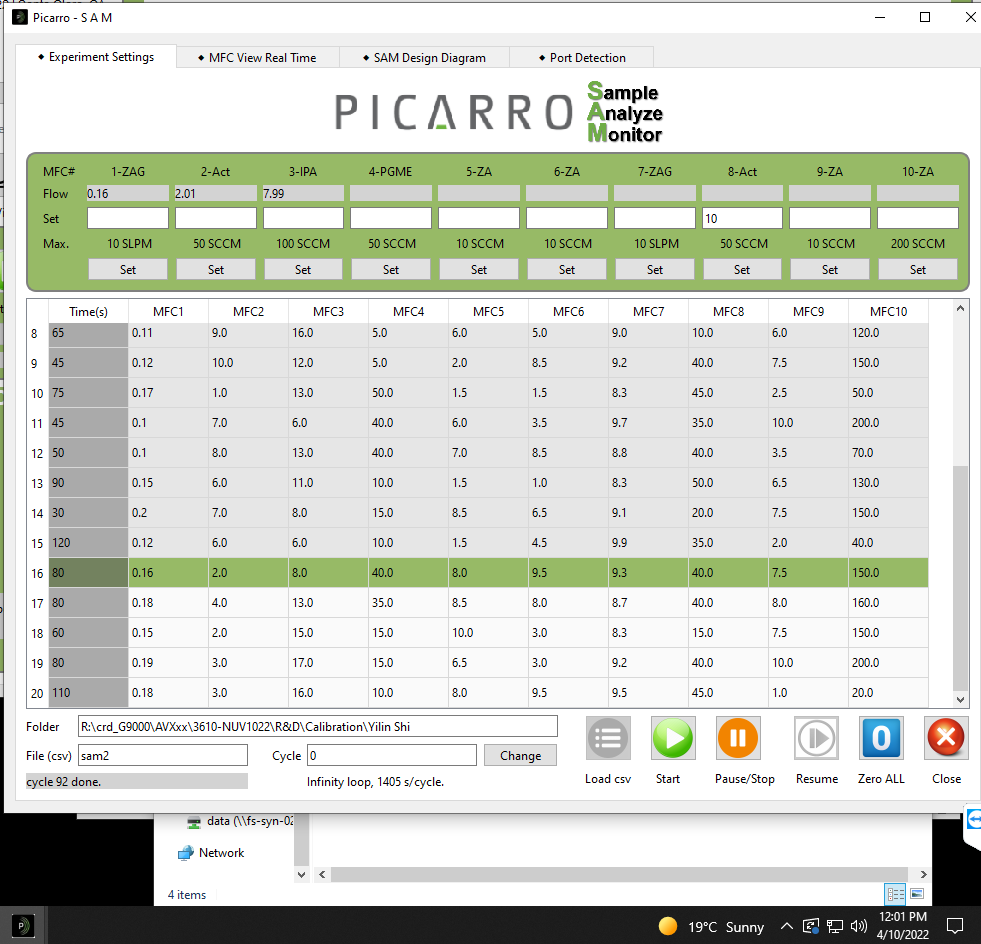 Picarro - S A M
Experiment Settings
MFC View Real Time
SAM Design Diagram
Port Detection
PICARRO
Sample
Analyze
Monitor
MFC# 1-ZAG 2-Act 3-IPA 4-PGME 5-ZA 6-ZA 7-ZAG 8-Act 9-ZA 10-ZA
Flow 0.16 2.01 7.99
Set 10
Max. 10 SLPM 50 SCCM 100 SCCM 50 SCCM 10 SCCM 10 SCCM 10 SLPM 50 SCCM 10 SCCM 200 SCCM
Set Set Set Set Set Set Set Set Set Set
Time(s) MFC1 MFC2 MFC3 MFC4 MFC5 MFC6 MFC7 MFC8 MFC9 MFC10
8 65 0.11 9.0 16.0 5.0 6.0 5.0 9.0 10.0 6.0 120.0
9 45 0.12 10.0 12.0 5.0 2.0 8.5 9.2 40.0 7.5 150.0
10 75 0.17 1.0 13.0 50.0 1.5 1.5 8.3 45.0 2.5 50.0
11 45 0.1 7.0 6.0 40.0 6.0 3.5 9.7 35.0 10.0 200.0
12 50 0.1 8.0 13.0 40.0 7.0 8.5 8.8 40.0 3.5 70.0
13 90 0.15 6.0 11.0 10.0 1.5 1.0 8.3 50.0 6.5 130.0
14 30 0.2 7.0 8.0 15.0 8.5 6.5 9.1 20.0 7.5 150.0
15 120 0.12 6.0 6.0 10.0 1.5 4.5 9.9 35.0 2.0 40.0
16 80 0.16 2.0 8.0 40.0 8.0 9.5 9.3 40.0 7.5 150.0
17 80 0.18 4.0 13.0 35.0 8.5 8.0 8.7 40.0 8.0 160.0
18 60 0.15 2.0 15.0 15.0 10.0 3.0 8.3 15.0 7.5 150.0
19 80 0.19 3.0 17.0 15.0 6.5 3.0 9.2 40.0 10.0 200.0
20 110 0.18 3.0 16.0 10.0 8.0 9.5 9.5 45.0 1.0 20.0
Folder R:\crd_G9000\AVXxx\3610-NUV1022\R&D\Calibration\Yilin Shi
File (csv) sam2 Cycle 0 Change
cycle 92 done. Infinity loop, 1405 s/cycle.
Load csv Start Pause/Stop Resume Zero ALL Close
data (\\fs-syn-02
Network
4 items
19°C Sunny
12:01 PM
4/10/2022